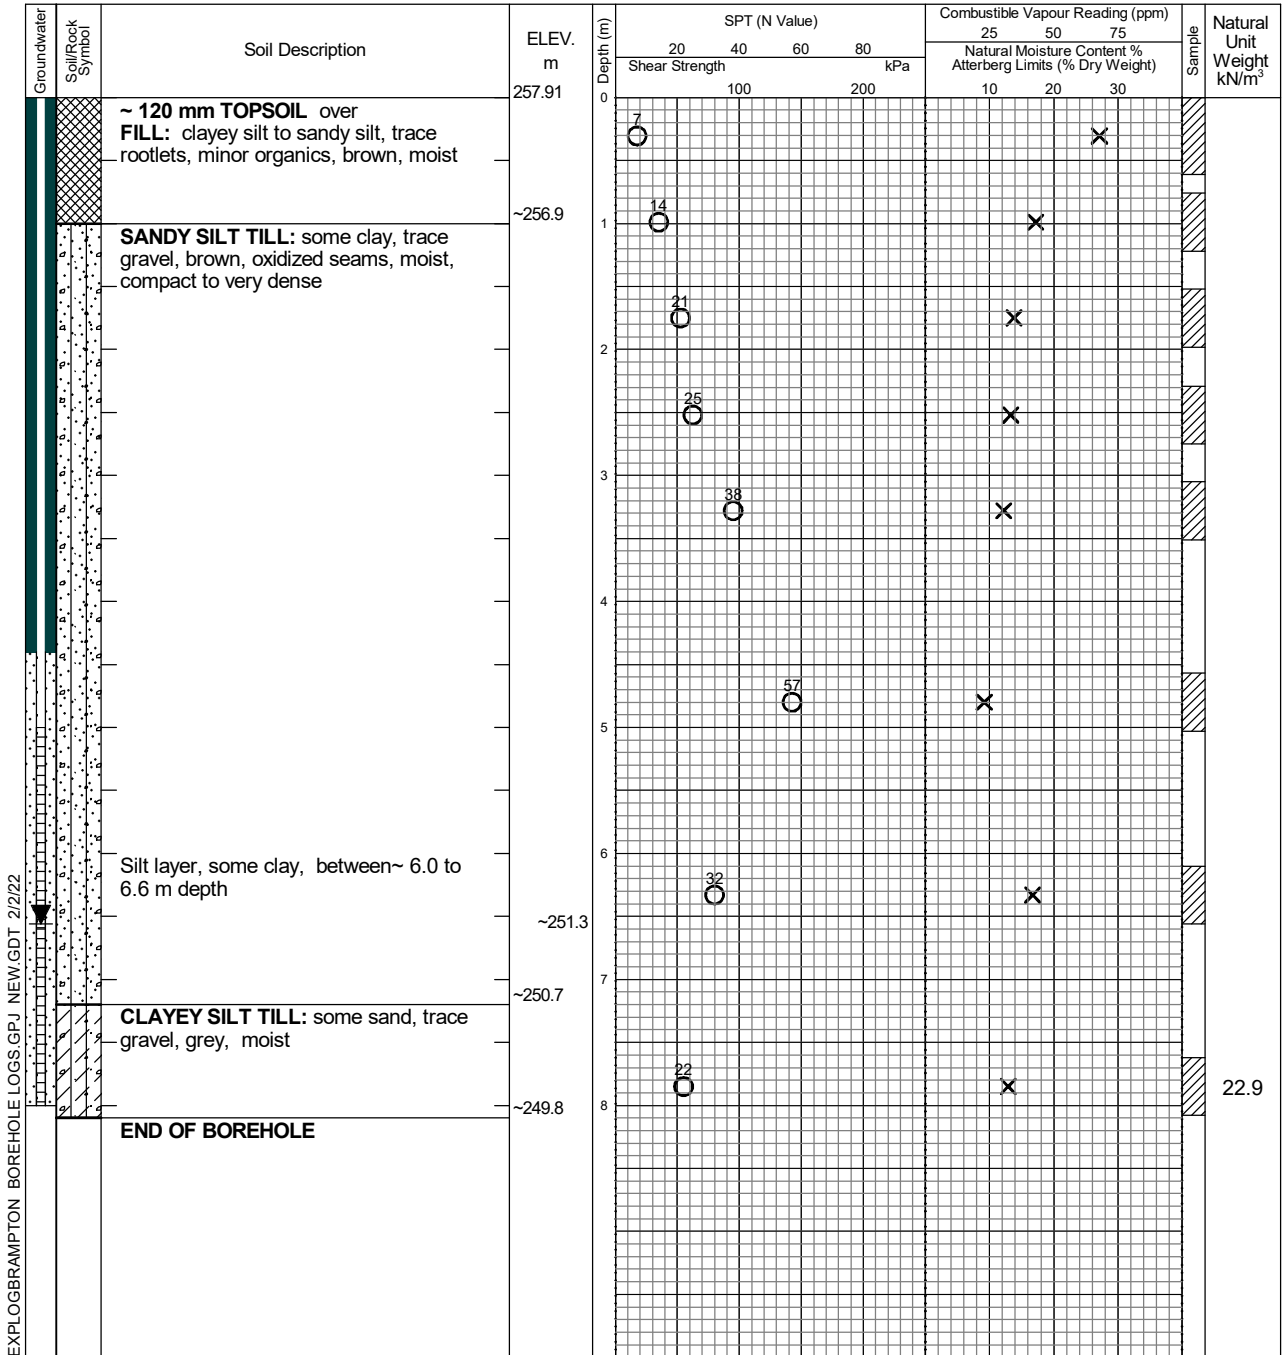 Groundwater
Soil/Rock
Symbol
Soil Description
ELEV.
m
Depth (m)
SPT (N Value)
20 40 60 80
Shear Strength kPa
100 200
Combustible Vapour Reading (ppm)
25 50 75
Natural Moisture Content %
Atterberg Limits (% Dry Weight)
10 20 30
Sample
Natural
Unit
Weight
kN/m³
257.91
0
~ 120 mm TOPSOIL over
FILL: clayey silt to sandy silt, trace
rootlets, minor organics, brown, moist
7
~256.9
14
1
SANDY SILT TILL: some clay, trace
gravel, brown, oxidized seams, moist,
compact to very dense
21
2
25
3
38
4
57
5
6
Silt layer, some clay, between~ 6.0 to
6.6 m depth
32
~251.3
7
~250.7
CLAYEY SILT TILL: some sand, trace
gravel, grey, moist
22
22.9
8
~249.8
END OF BOREHOLE
EXPLOGBRAMPTON BOREHOLE LOGS.GPJ NEW.GDT 2/2/22